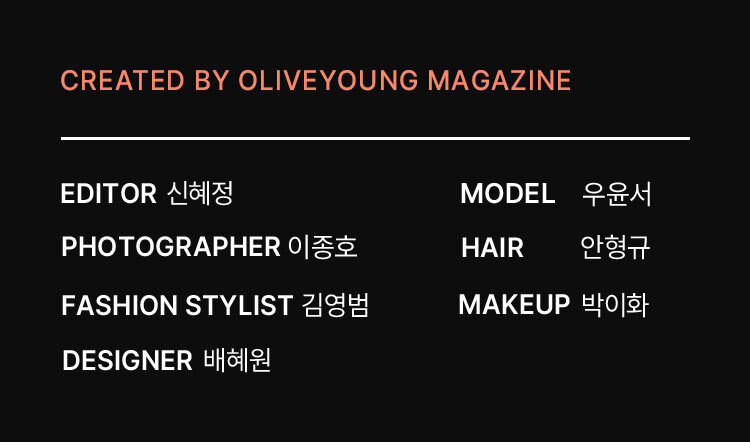 CREATED BY OLIVEYOUNG MAGAZINE
EDITOR 신혜정
PHOTOGRAPHER 이종호
FASHION STYLIST 김영범
DESIGNER 배혜원
MODEL 우윤서
HAIR 안형규
MAKEUP 박이화